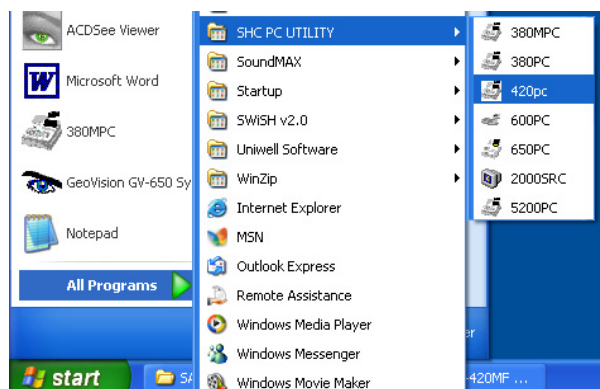 ACDSee Viewer
Microsoft Word
380MPC
GeoVision GV-650 Sy
Notepad
All Programs
start
SHC PC UTILITY
SoundMAX
Startup
SWiSH v2.0
Uniwell Software
WinZip
Internet Explorer
MSN
Outlook Express
Remote Assistance
Windows Media Player
Windows Messenger
Windows Movie Maker
380MPC
380PC
420pc
600PC
650PC
2000SRC
5200PC
er
SA
-420MF ...